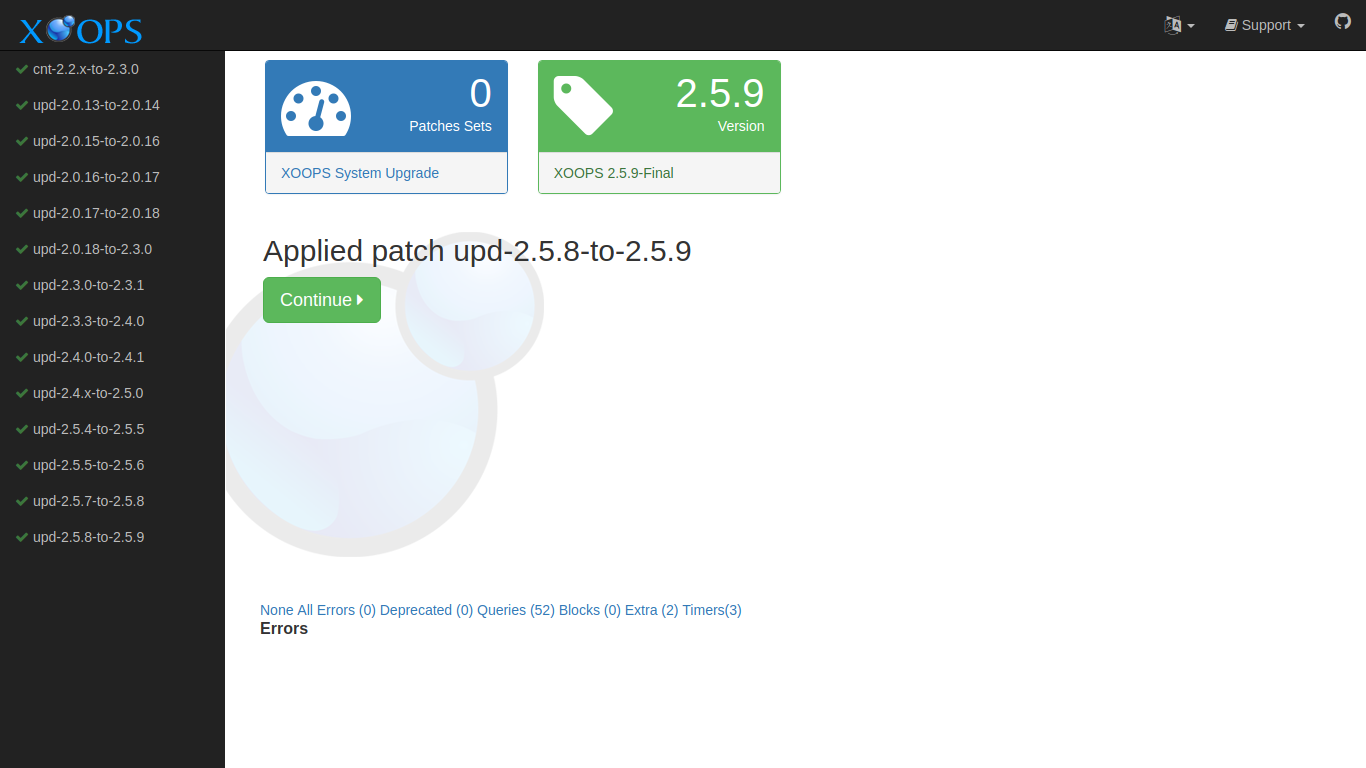 XOOPS
Support
cnt-2.2.x-to-2.3.0
upd-2.0.13-to-2.0.14
upd-2.0.15-to-2.0.16
upd-2.0.16-to-2.0.17
upd-2.0.17-to-2.0.18
upd-2.0.18-to-2.3.0
upd-2.3.0-to-2.3.1
upd-2.3.3-to-2.4.0
upd-2.4.0-to-2.4.1
upd-2.4.x-to-2.5.0
upd-2.5.4-to-2.5.5
upd-2.5.5-to-2.5.6
upd-2.5.7-to-2.5.8
upd-2.5.8-to-2.5.9
0
Patches Sets
XOOPS System Upgrade
2.5.9
Version
XOOPS 2.5.9-Final
Applied patch upd-2.5.8-to-2.5.9
Continue
None All Errors (0) Deprecated (0) Queries (52) Blocks (0) Extra (2) Timers(3)
Errors